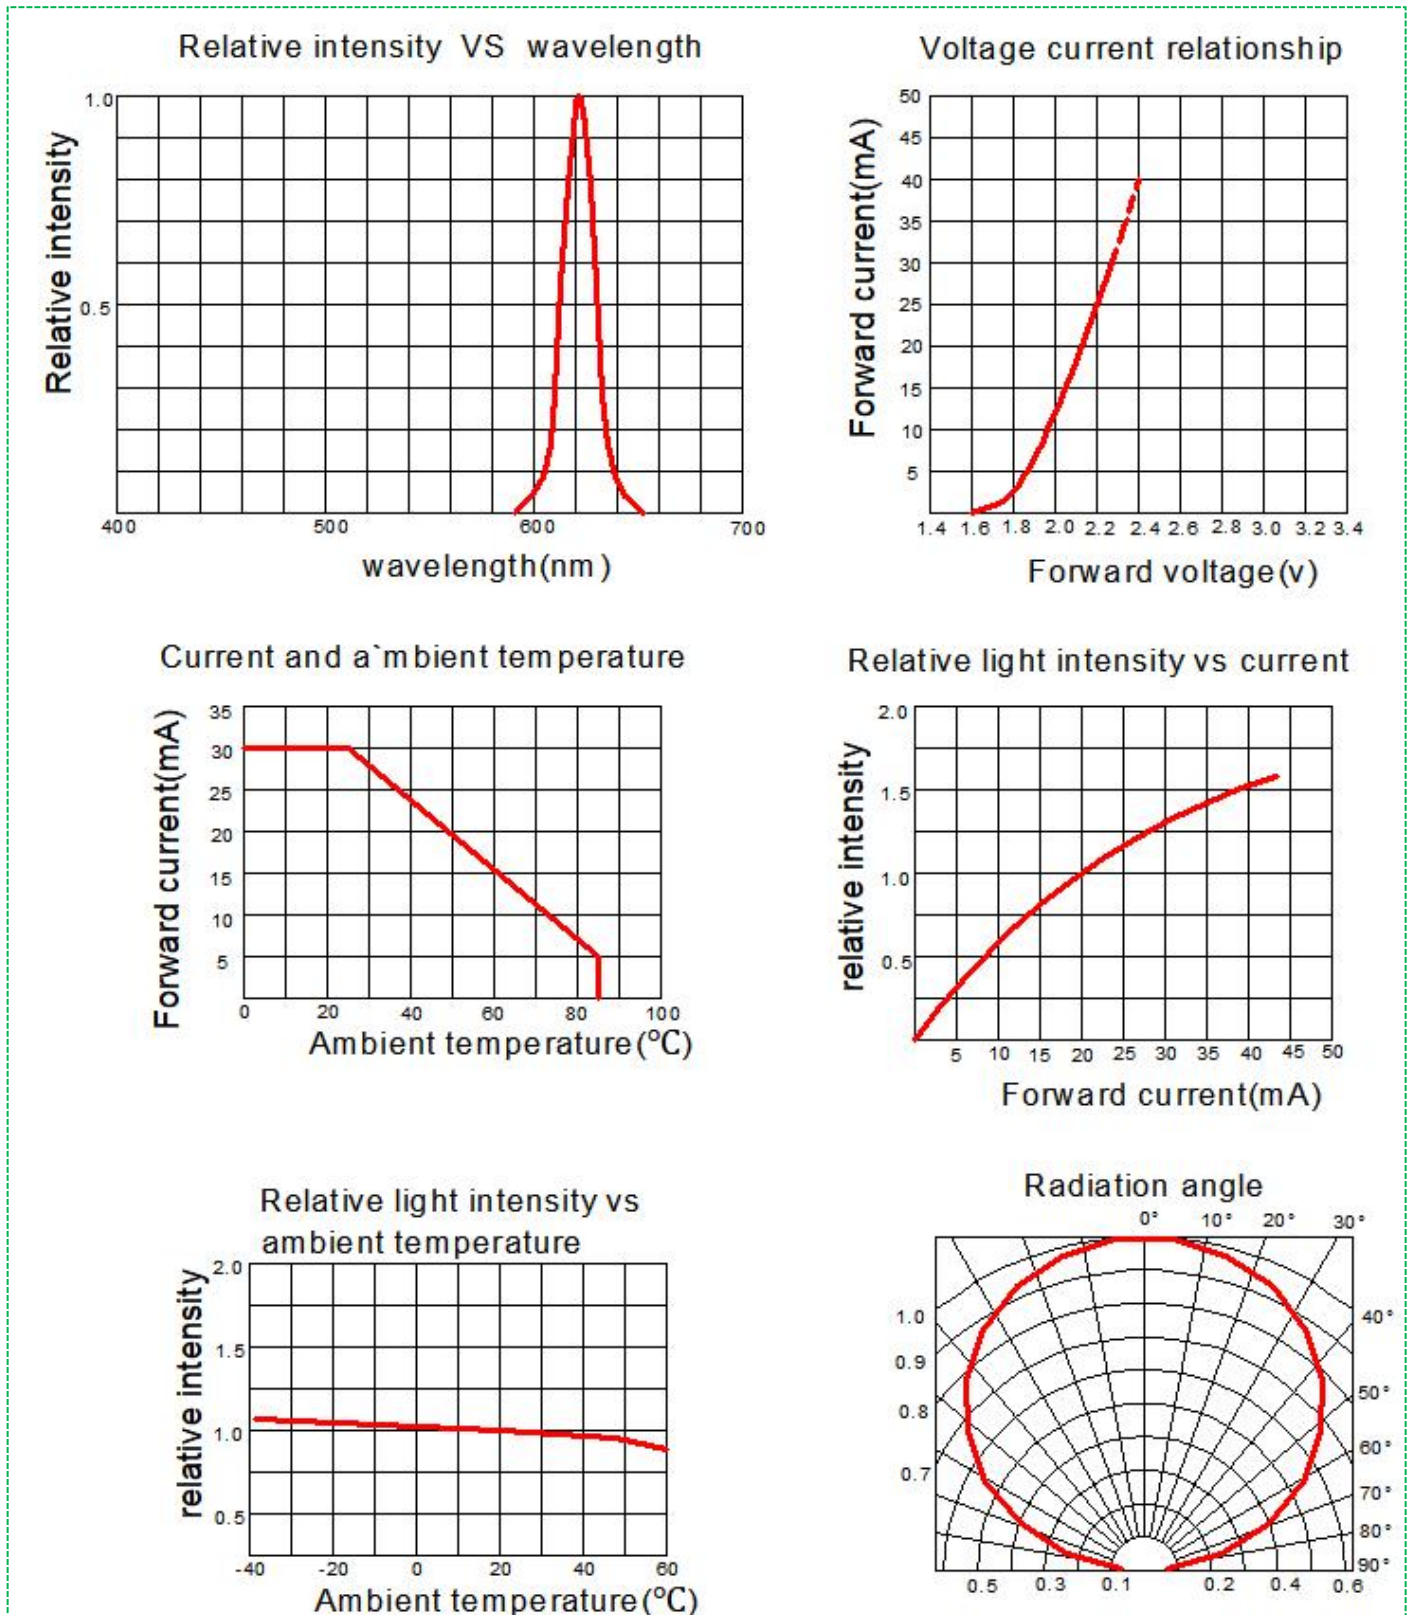 Relative intensity VS wavelength
Relative intensity
1.0
0.5
400 500 600 700
wavelength(nm)
Voltage current relationship
Forward current(mA)
50
45
40
35
30
25
20
15
10
5
1.4 1.6 1.8 2.0 2.2 2.4 2.6 2.8 3.0 3.2 3.4
Forward voltage(v)
Current and a`mbient temperature
Forward current(mA)
35
30
25
20
15
10
5
0 20 40 60 80 100
Ambient temperature(℃)
Relative light intensity vs current
relative intensity
2.0
1.5
1.0
0.5
5 10 15 20 25 30 35 40 45 50
Forward current(mA)
Relative light intensity vs
ambient temperature
relative intensity
2.0
1.5
1.0
0.5
-40 -20 0 20 40 60
Ambient temperature(℃)
Radiation angle
0° 10° 20° 30°
40°
50°
60°
70°
80°
90°
1.0
0.9
0.8
0.7
0.5 0.3 0.1 0.2 0.4 0.6